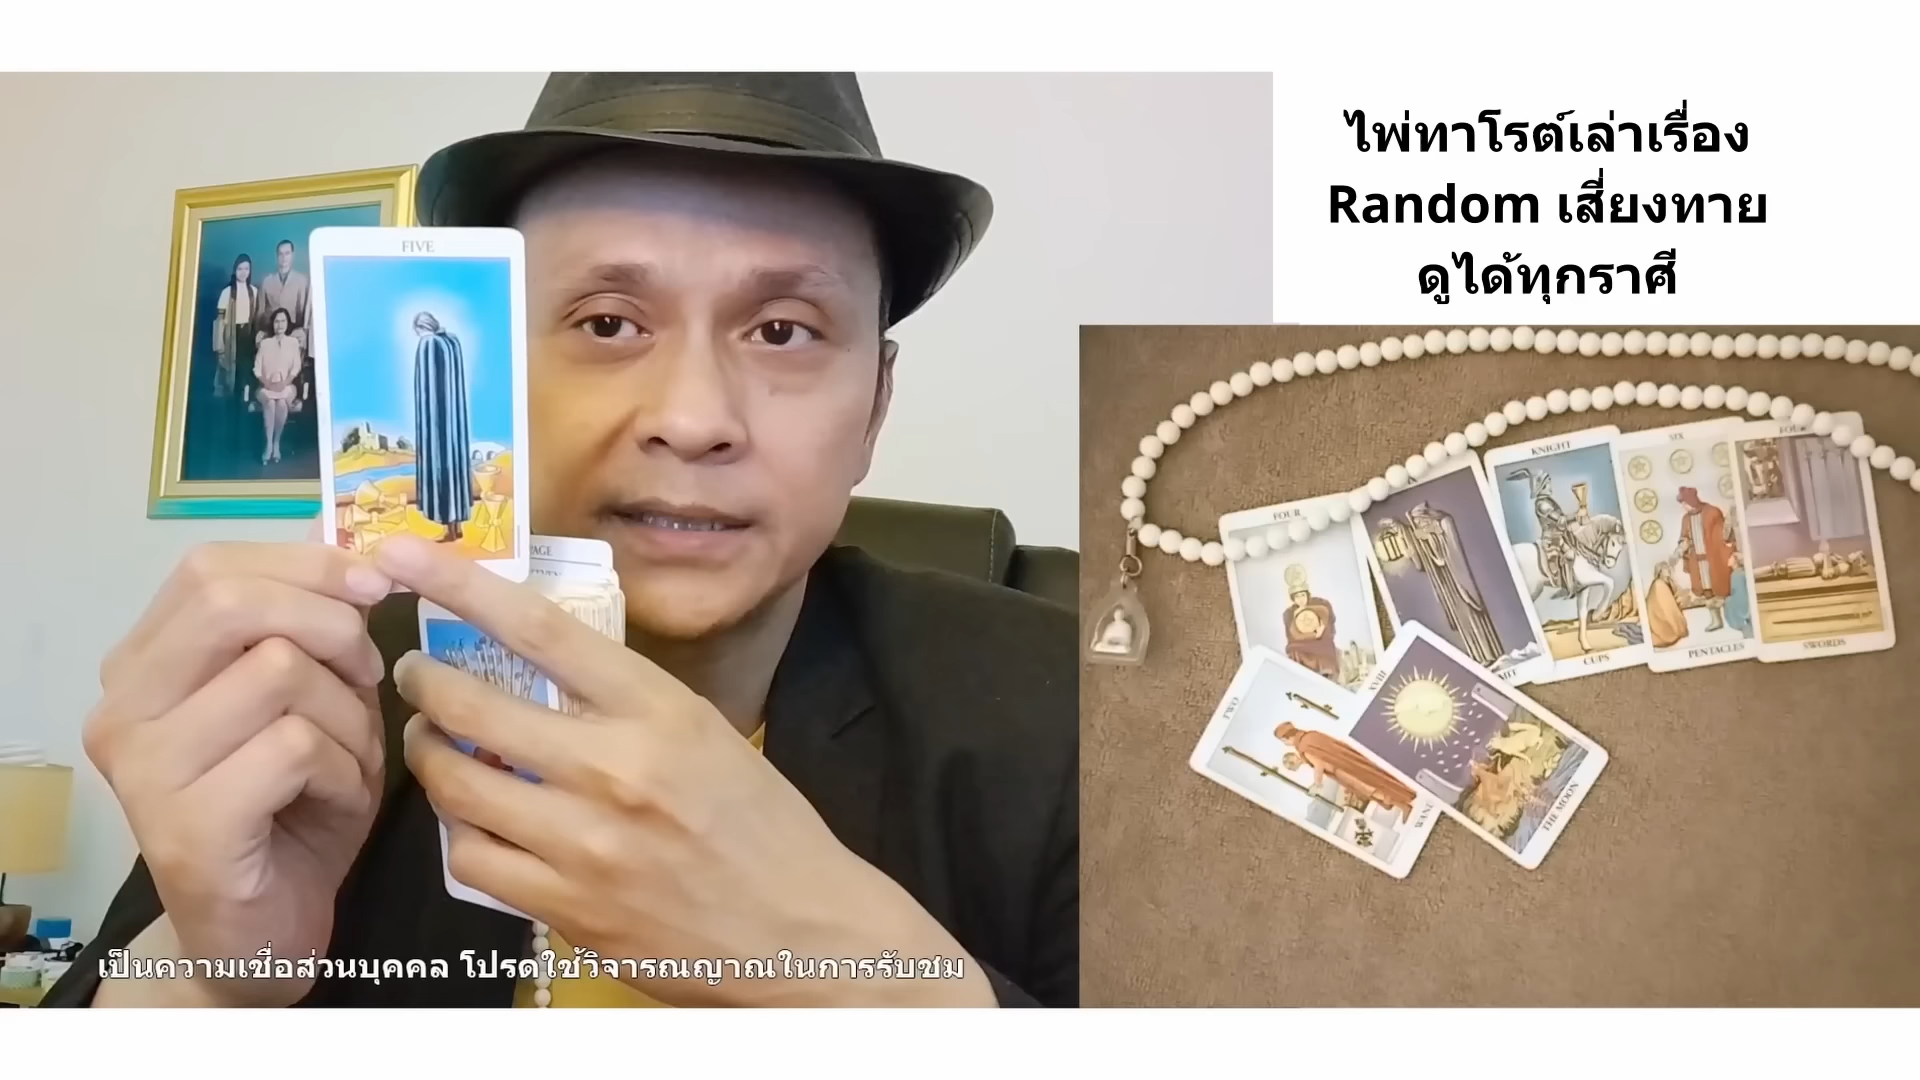 ไพ่ทาโรต์เล่าเรื่อง
Random เสี่ยงทาย
ดูได้ทุกราศี
FIVE
PAGE
SEVEN
FOUR
KNIGHT
CUPS
SIX
PENTACLES
FOUR
SWORDS
TWO
WANDS
XVIII
THE MOON
เป็นความเชื่อส่วนบุคคล โปรดใช้วิจารณญาณในการรับชม